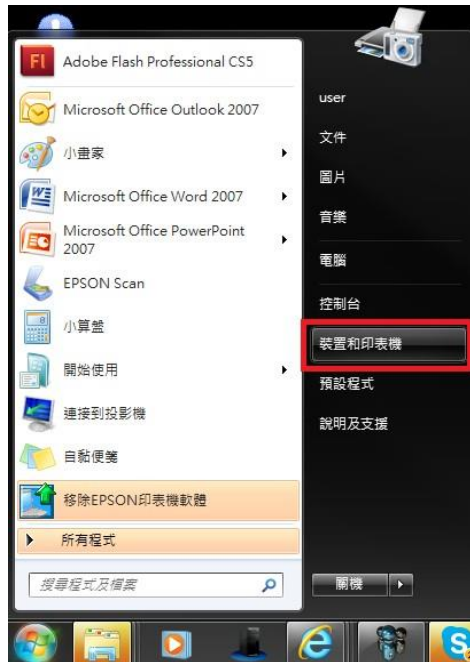 Fl Adobe Flash Professional CS5
Microsoft Office Outlook 2007
小畫家
Microsoft Office Word 2007
Microsoft Office PowerPoint
2007
EPSON Scan
小算盤
開始使用
連接到投影機
自黏便箋
移除EPSON印表機軟體
所有程式
搜尋程式及檔案
user
文件
圖片
音樂
電腦
控制台
裝置和印表機
預設程式
說明及支援
關機